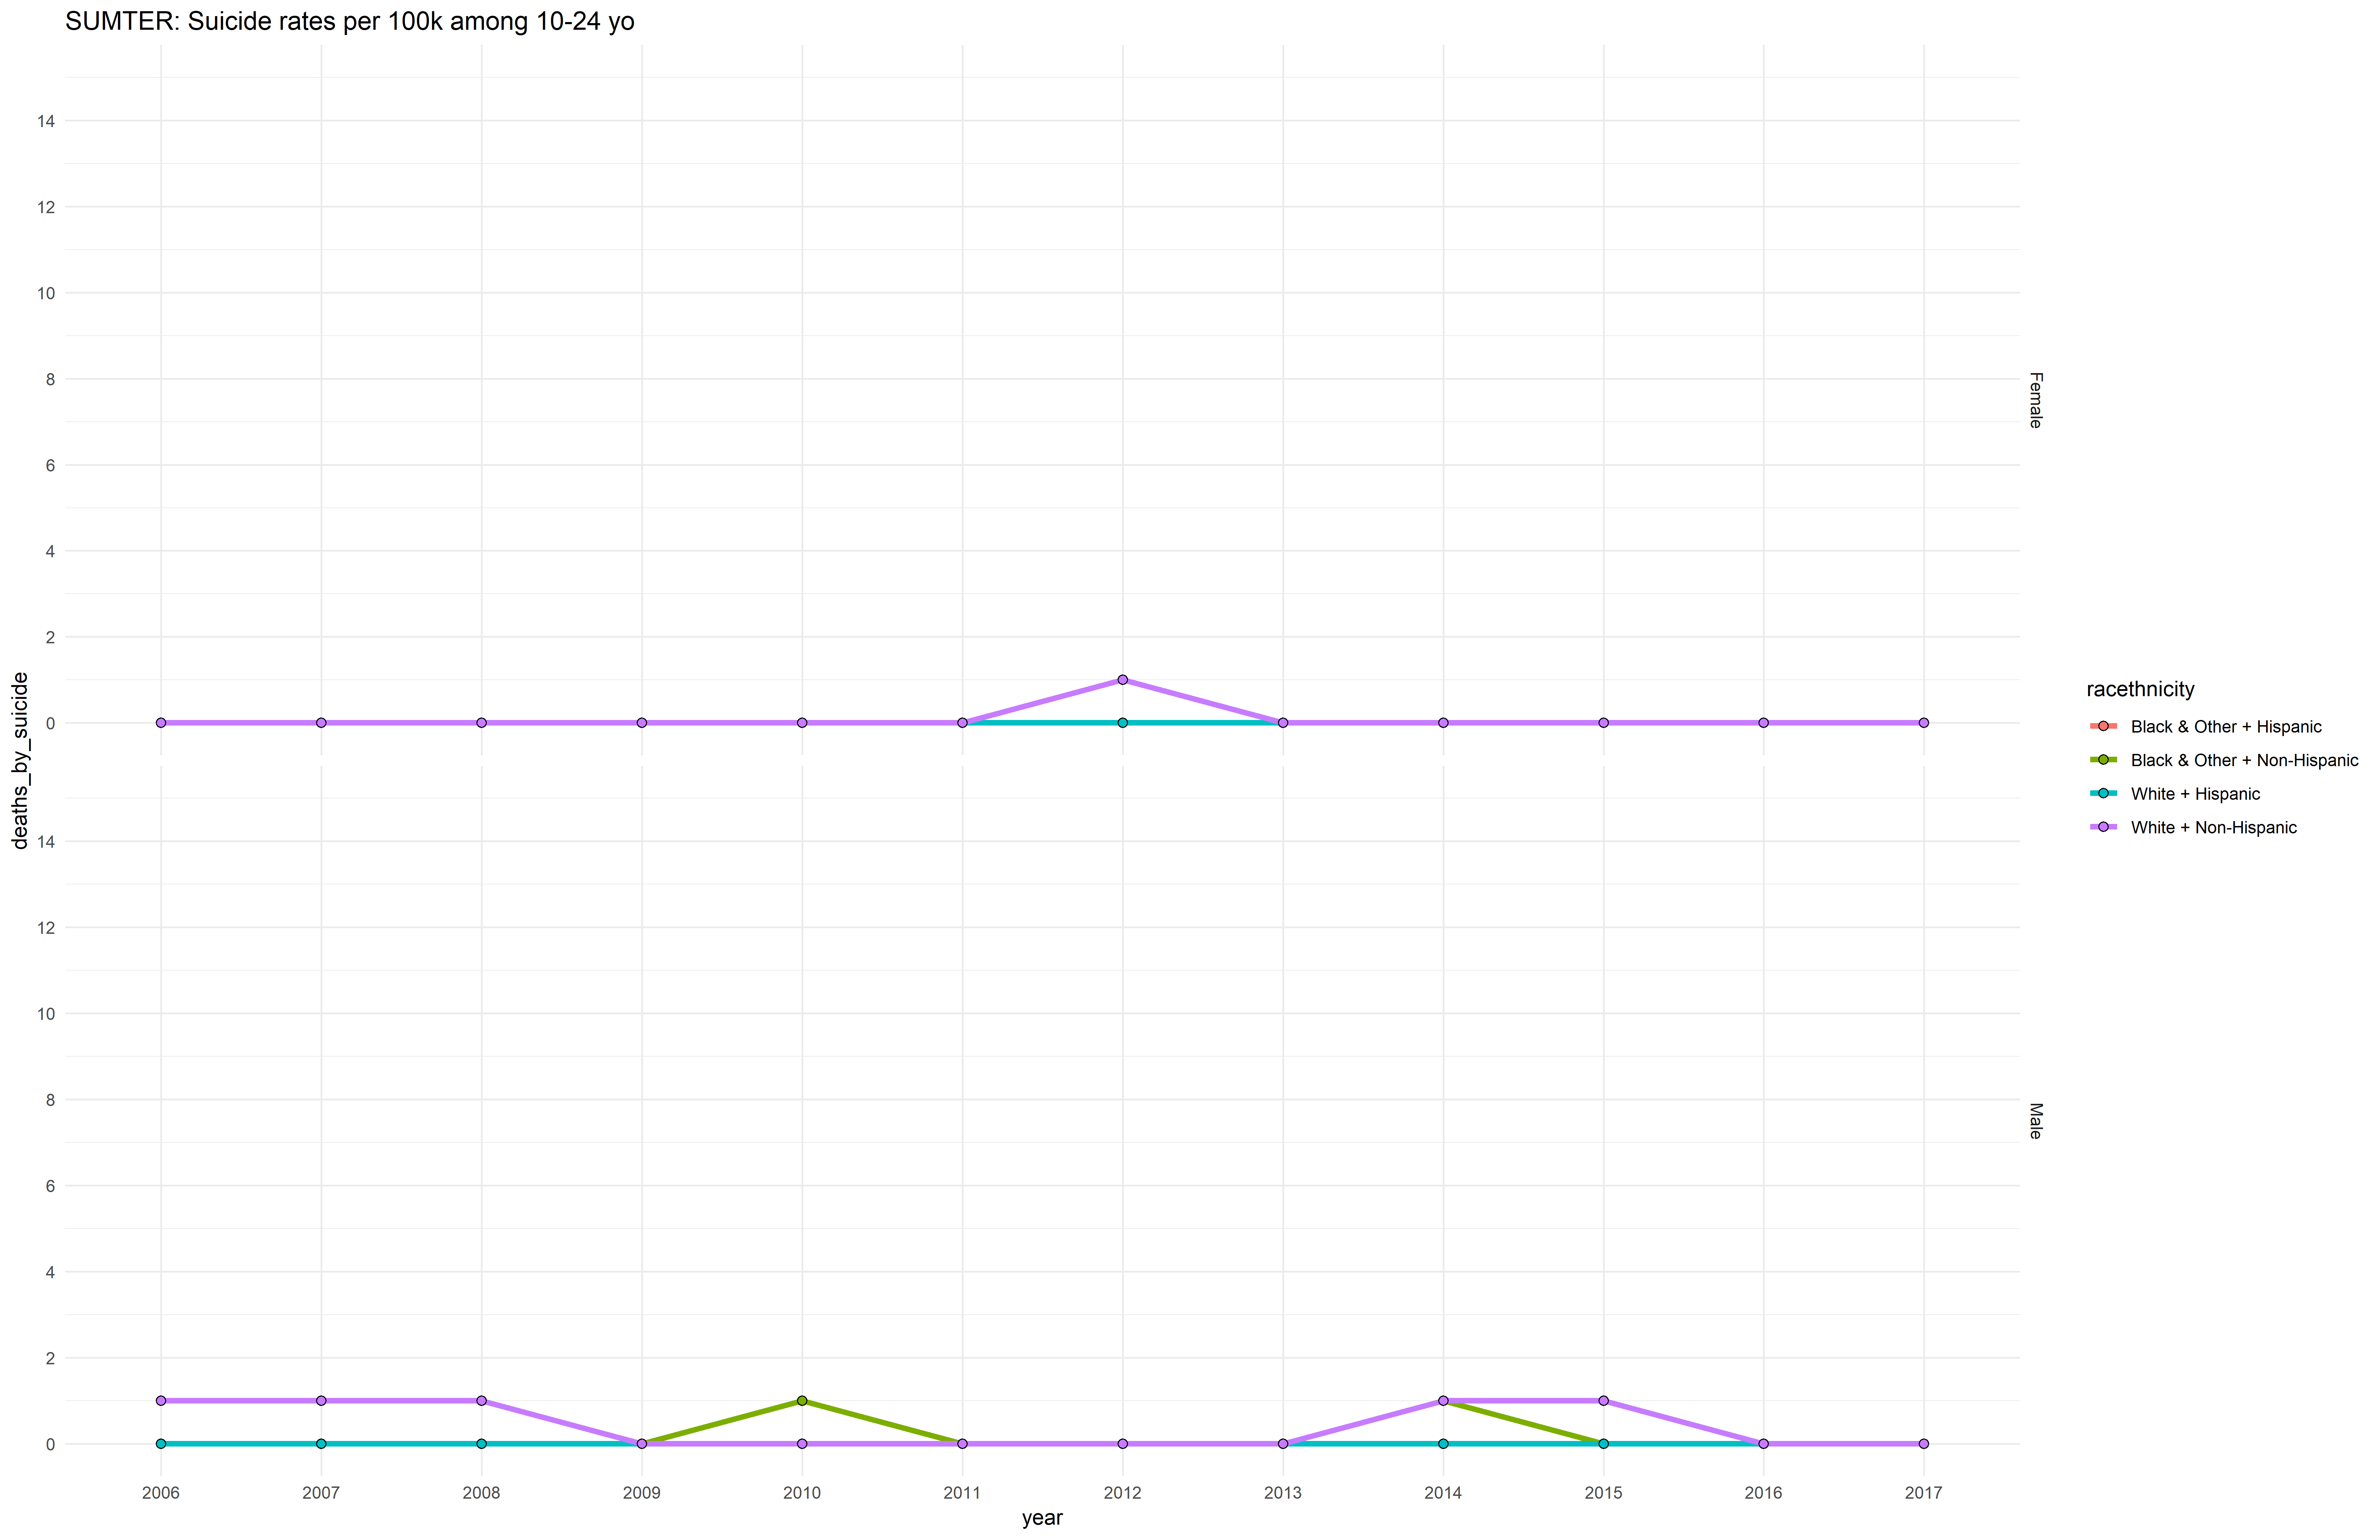 SUMTER: Suicide rates per 100k among 10-24 yo
14
12
10
8
6
4
2
0
Female
deaths_by_suicide
14
12
10
8
6
4
2
0
Male
2006 2007 2008 2009 2010 2011 2012 2013 2014 2015 2016 2017
year
racethnicity
Black & Other + Hispanic
Black & Other + Non-Hispanic
White + Hispanic
White + Non-Hispanic